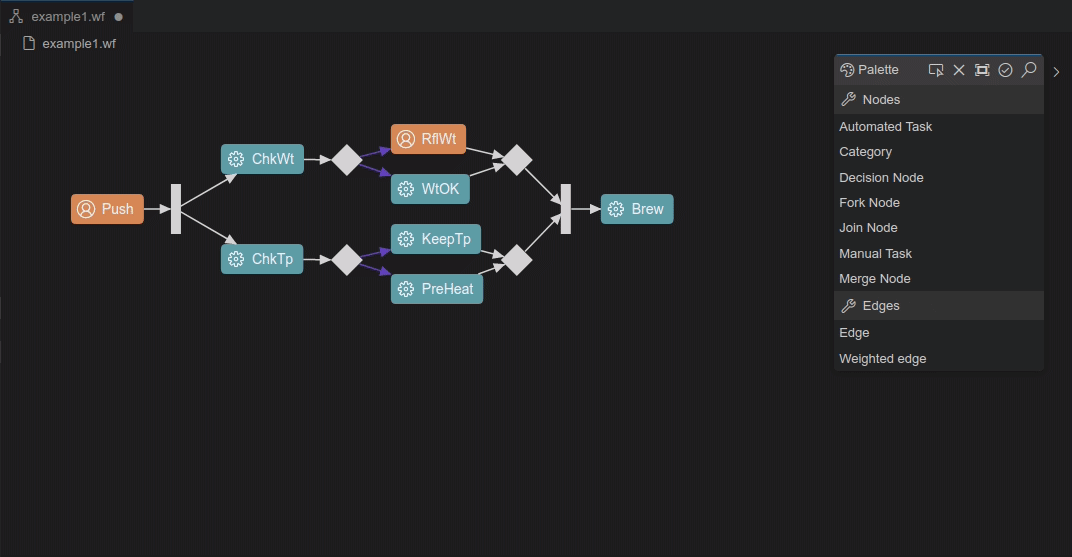 example1.wf
example1.wf
Palette
Nodes
Automated Task
Category
Decision Node
Fork Node
Join Node
Manual Task
Merge Node
Edges
Edge
Weighted edge
Push
ChkWt
ChkTp
RflWt
WtOK
KeepTp
PreHeat
Brew